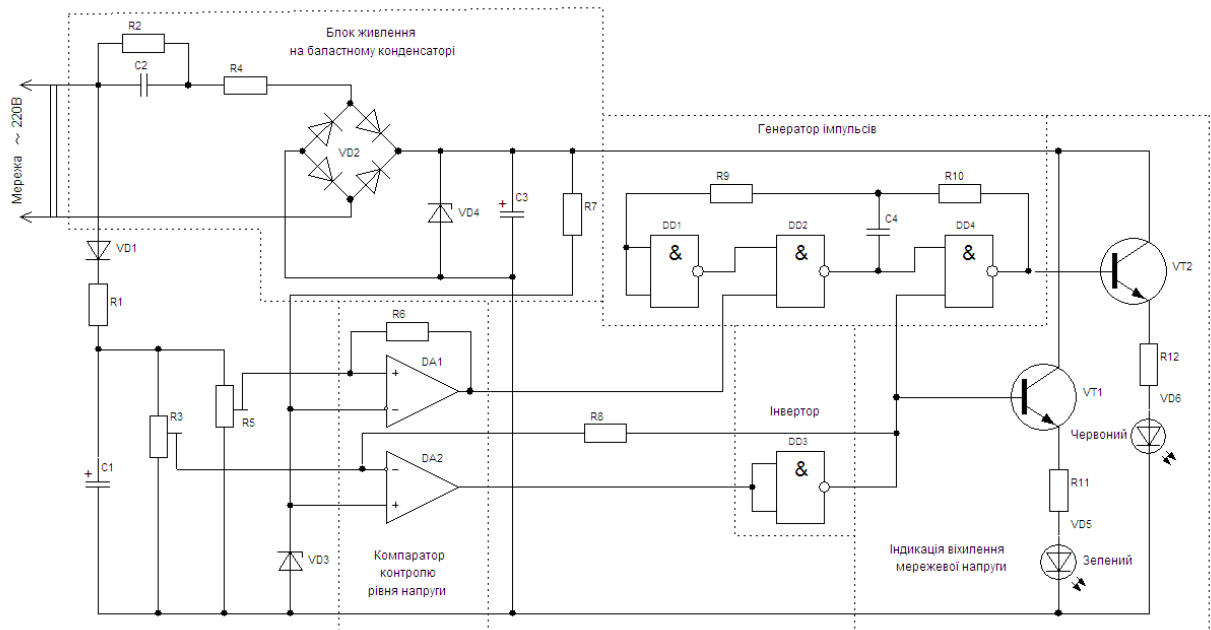 R2
C2
R4
Блок живлення
на баластному конденсаторі
Мережа ~ 220В
VD2
VD4
+
C3
R7
Генератор імпульсів
R9
R10
C4
DD1
&
DD2
&
DD4
&
VT2
VD1
R1
R6
DA1
+
−
R12
VD6
Червоний
R3
R5
R8
VT1
Інвертор
DD3
&
DA2
−
+
+
C1
R11
VD5
Зелений
VD3
Компаратор
контролю
рівня напруги
Індикація віхилення
мережевої напруги